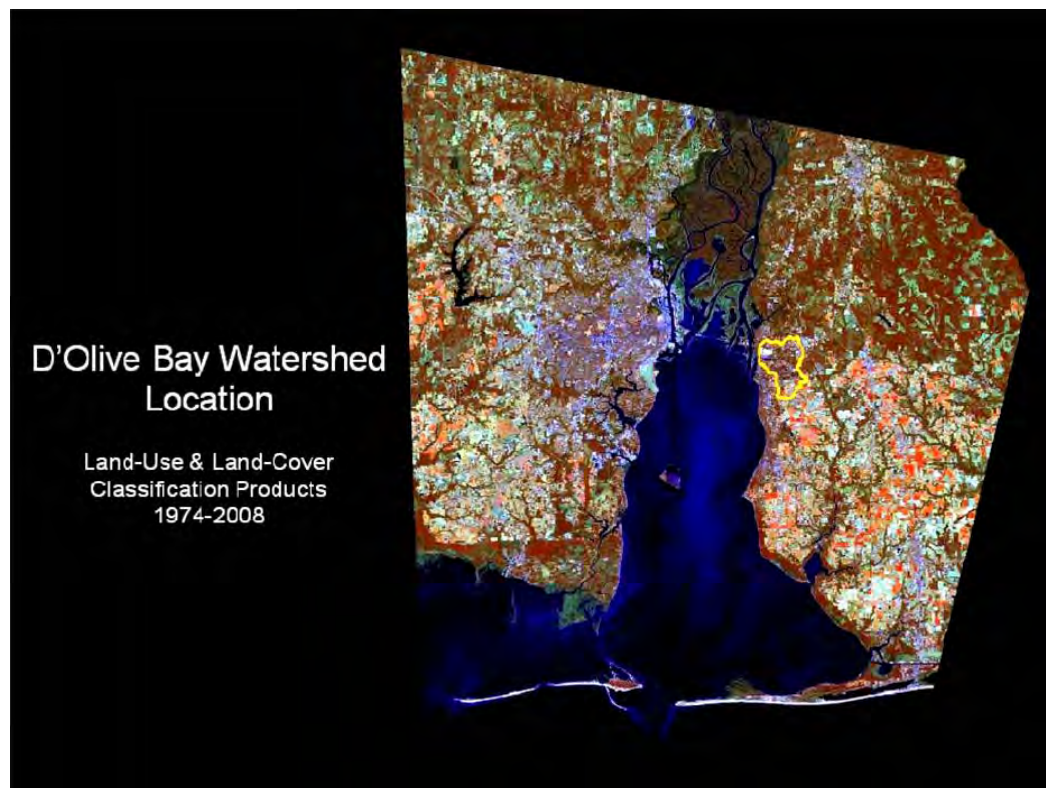 D'Olive Bay Watershed
Location
Land-Use & Land-Cover
Classification Products
1974-2008